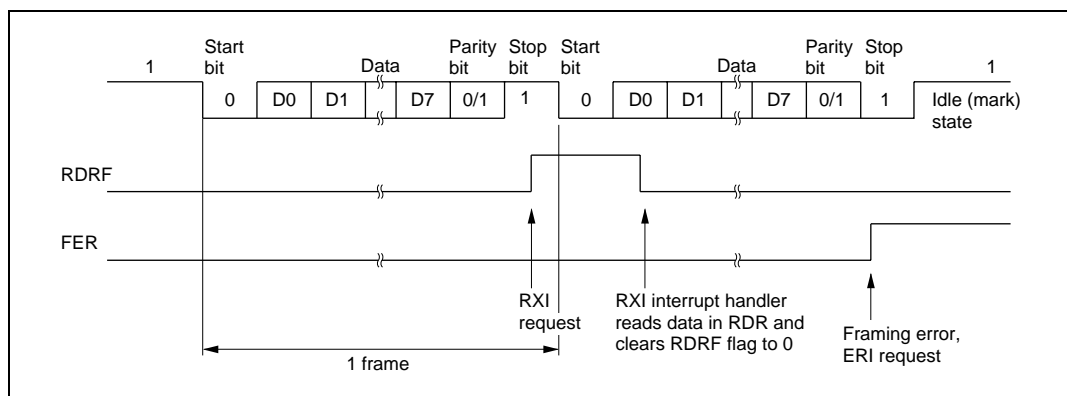 Start bit
Data
Parity bit
Stop bit
Start bit
Data
Parity bit
Stop bit
1
1
0
D0
D1
D7
0/1
1
0
D0
D1
D7
0/1
1
Idle (mark)
state
RDRF
FER
RXI
request
RXI interrupt handler
reads data in RDR and
clears RDRF flag to 0
Framing error,
ERI request
1 frame